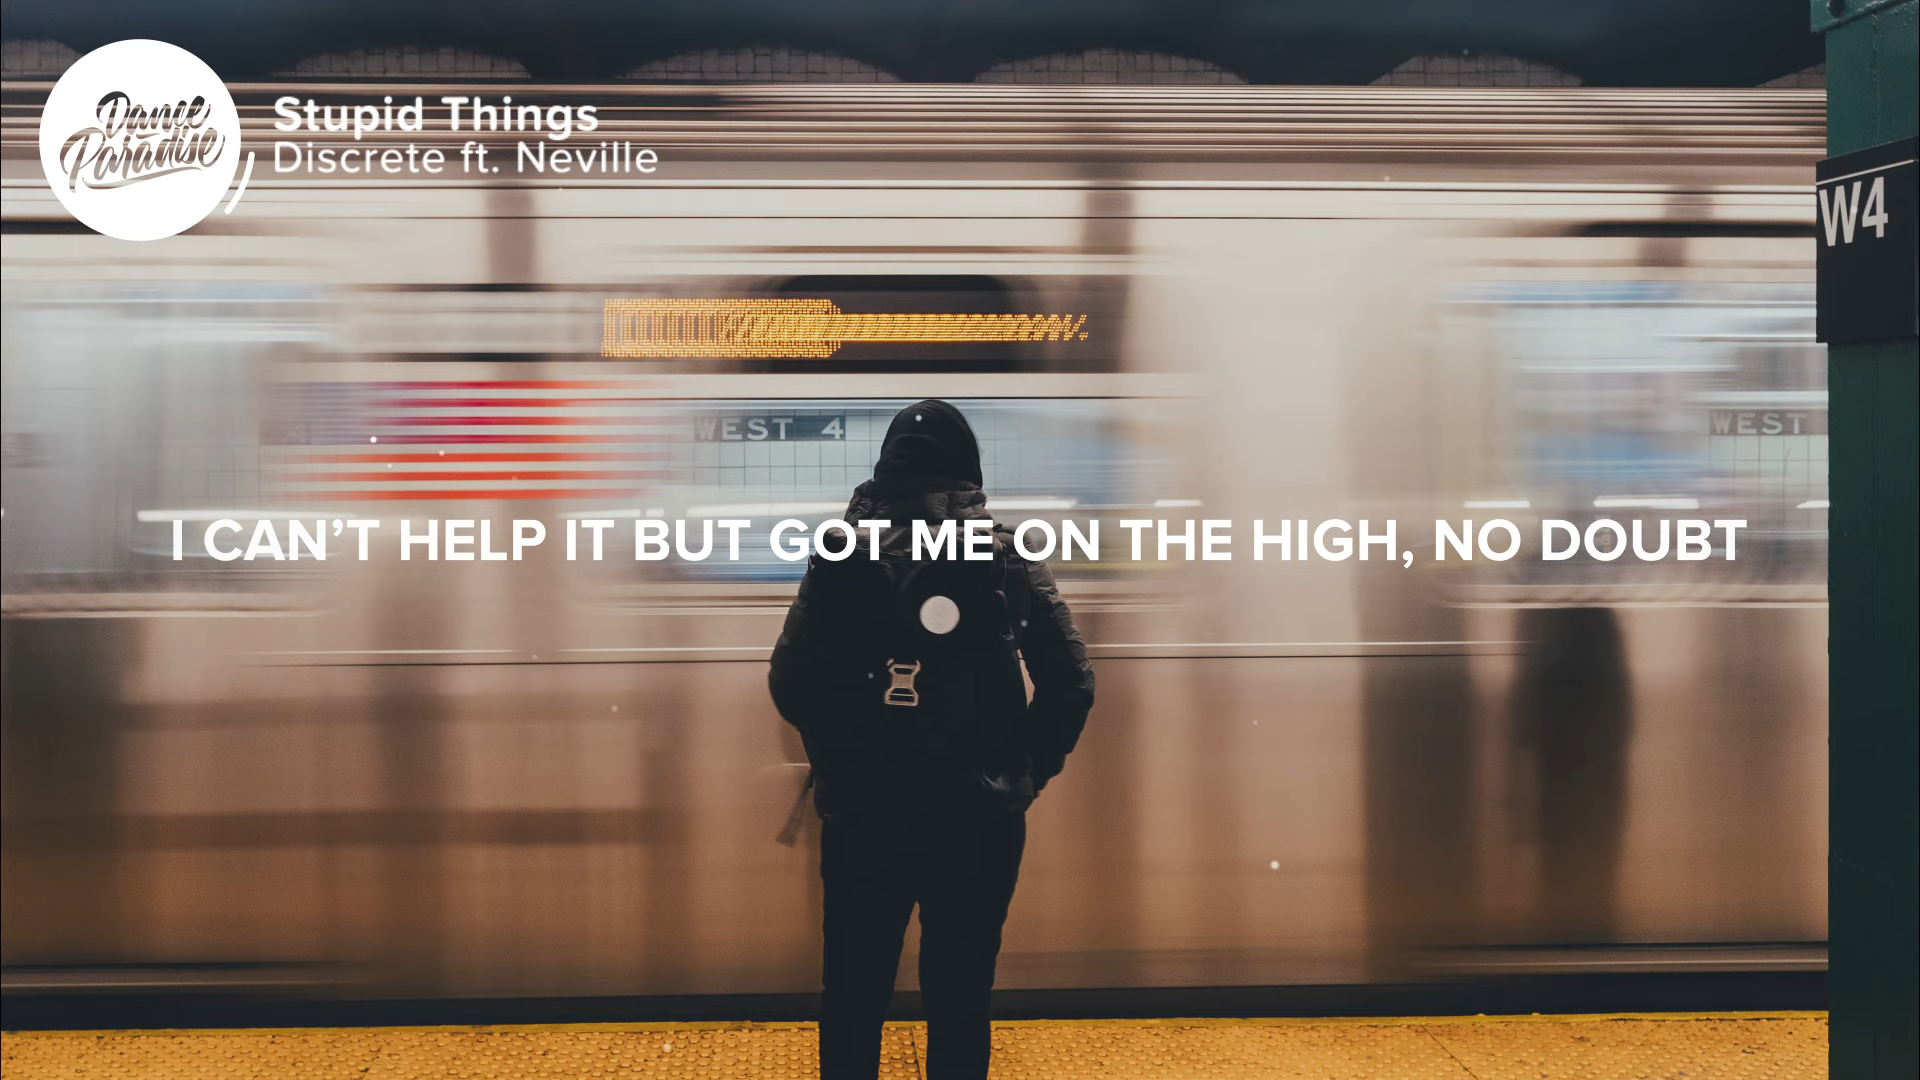 Dance
Paradise
Stupid Things
Discrete ft. Neville
W4
WEST 4
WEST
I CAN’T HELP IT BUT GOT ME ON THE HIGH, NO DOUBT